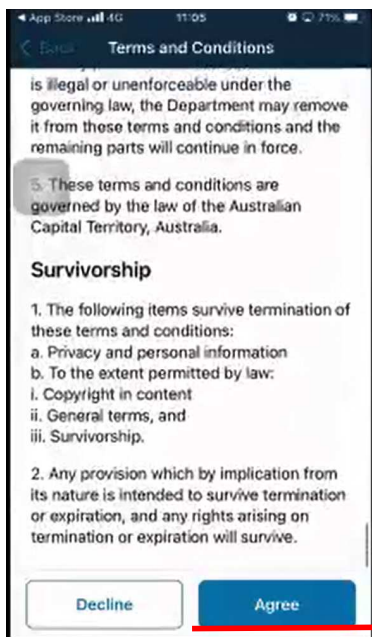 App Store 4G 11:05 71%
Back Terms and Conditions
is illegal or unenforceable under the
governing law, the Department may remove
it from these terms and conditions and the
remaining parts will continue in force.
5. These terms and conditions are
governed by the law of the Australian
Capital Territory, Australia.
Survivorship
1. The following items survive termination of
these terms and conditions:
a. Privacy and personal information
b. To the extent permitted by law:
i. Copyright in content
ii. General terms, and
iii. Survivorship.
2. Any provision which by implication from
its nature is intended to survive termination
or expiration, and any rights arising on
termination or expiration will survive.
Decline Agree